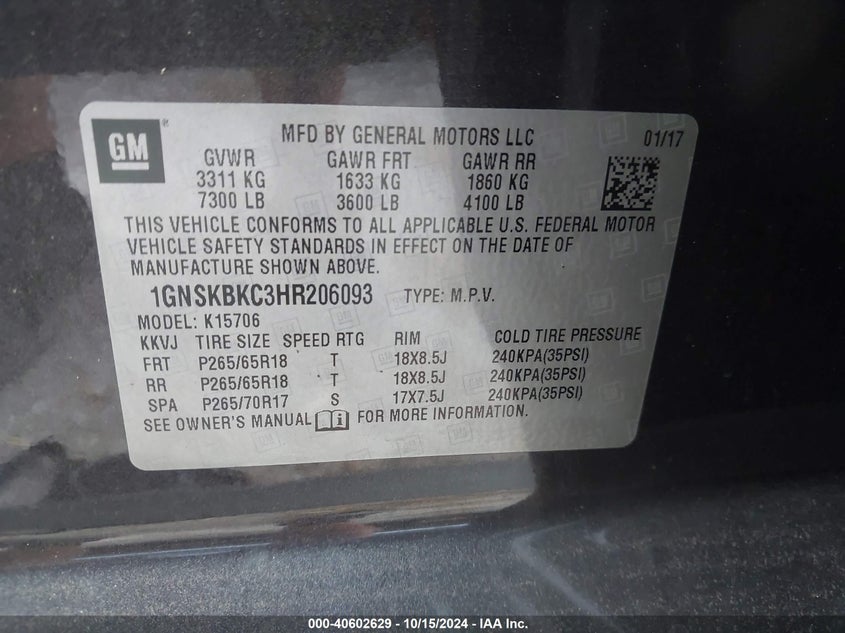 GM ®
MFD BY GENERAL MOTORS LLC 01/17
GVWR GAWR FRT GAWR RR
3311 KG 1633 KG 1860 KG
7300 LB 3600 LB 4100 LB
THIS VEHICLE CONFORMS TO ALL APPLICABLE U.S. FEDERAL MOTOR
VEHICLE SAFETY STANDARDS IN EFFECT ON THE DATE OF
MANUFACTURE SHOWN ABOVE.
1GNSKBKC3HR206093 TYPE: M.P.V.
MODEL: K15706
KKVJ TIRE SIZE SPEED RTG RIM COLD TIRE PRESSURE
FRT P265/65R18 T 18X8.5J 240KPA(35PSI)
RR P265/65R18 T 18X8.5J 240KPA(35PSI)
SPA P265/70R17 S 17X7.5J 240KPA(35PSI)
SEE OWNER'S MANUAL FOR MORE INFORMATION.
000-40602629 - 10/15/2024 - IAA Inc.